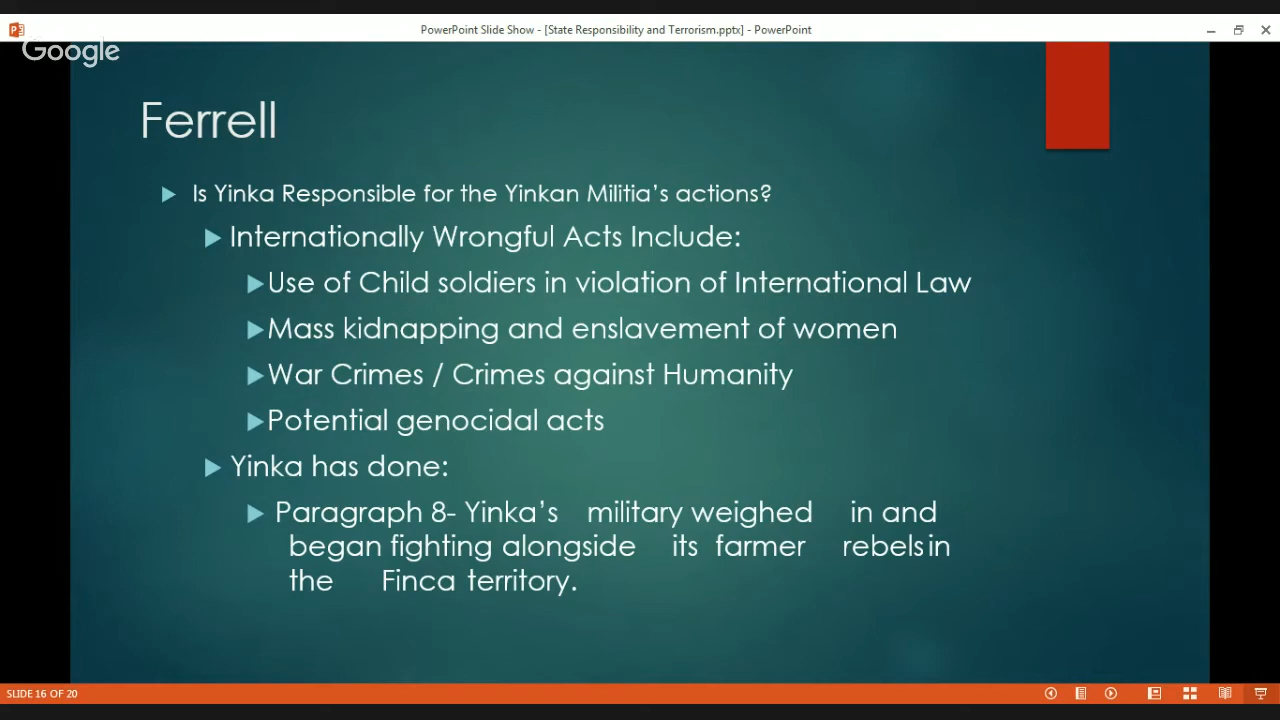 PowerPoint Slide Show - [State Responsibility and Terrorism.pptx] - PowerPoint
Google
Ferrell
Is Yinka Responsible for the Yinkan Militia's actions?
Internationally Wrongful Acts Include:
Use of Child soldiers in violation of International Law
Mass kidnapping and enslavement of women
War Crimes / Crimes against Humanity
Potential genocidal acts
Yinka has done:
Paragraph 8- Yinka's military weighed in and
began fighting alongside its farmer rebels in
the Finca territory.
SLIDE 16 OF 20